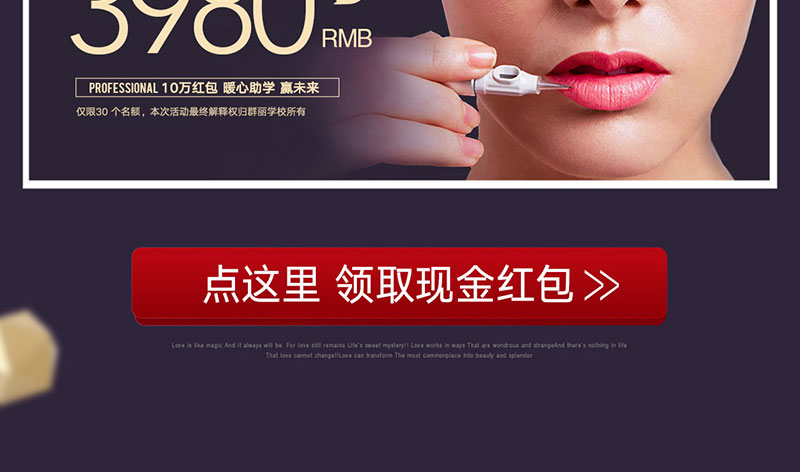 3980 RMB
PROFESSIONAL 10万红包 暖心助学 赢未来
仅限30 个名额，本次活动最终解释权归群丽学校所有
点这里 领取现金红包 >>
Love is like magic And it always will be. For love still remains Life's sweet mystery!! Love works in ways That are wondrous and strangeAnd there's nothing in life
That love cannot change!!Love can transform The most commonplace Into beauty and splendor